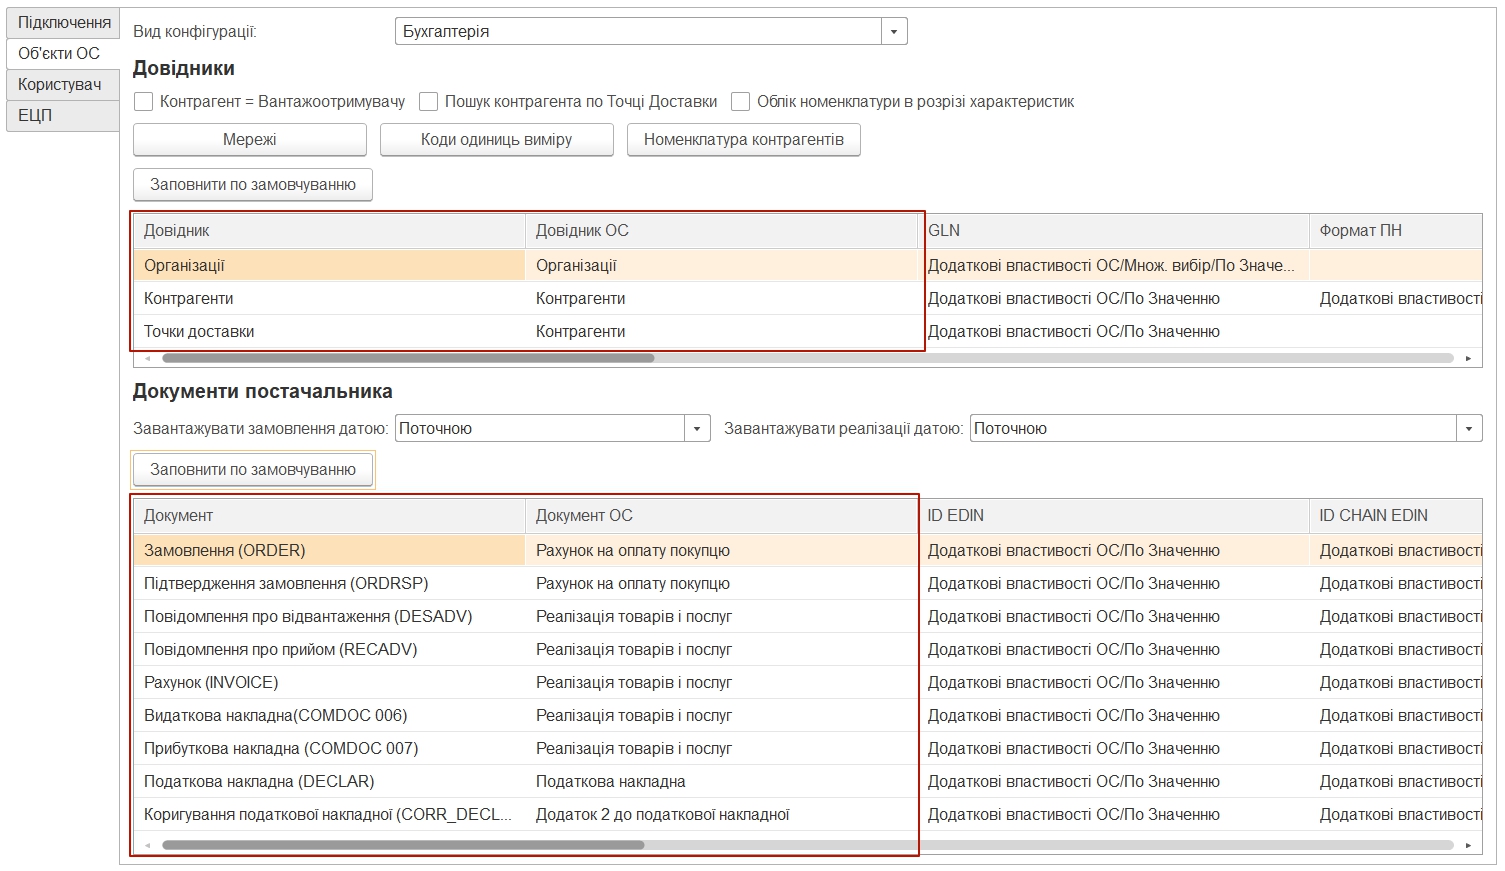 Підключення
Об'єкти ОС
Користувач
ЕЦП
Вид конфігурації: Бухгалтерія
Довідники
Контрагент = Вантажоотримувачу Пошук контрагента по Точці Доставки Облік номенклатури в розрізі характеристик
Мережі Коди одиниць виміру Номенклатура контрагентів
Заповнити по замовчуванню
Довідник Довідник ОС GLN Формат ПН
Організації Організації Додаткові властивості ОС/Множ. вибір/По Значе...
Контрагенти Контрагенти Додаткові властивості ОС/По Значенню Додаткові властивості
Точки доставки Контрагенти Додаткові властивості ОС/По Значенню
Документи постачальника
Завантажувати замовлення датою: Поточною Завантажувати реалізації датою: Поточною
Заповнити по замовчуванню
Документ Документ ОС ID EDIN ID CHAIN EDIN
Замовлення (ORDER) Рахунок на оплату покупцю Додаткові властивості ОС/По Значенню Додаткові властивості
Підтвердження замовлення (ORDRSP) Рахунок на оплату покупцю Додаткові властивості ОС/По Значенню Додаткові властивості
Повідомлення про відвантаження (DESADV) Реалізація товарів і послуг Додаткові властивості ОС/По Значенню Додаткові властивості
Повідомлення про прийом (RECADV) Реалізація товарів і послуг Додаткові властивості ОС/По Значенню Додаткові властивості
Рахунок (INVOICE) Реалізація товарів і послуг Додаткові властивості ОС/По Значенню Додаткові властивості
Видаткова накладна(COMDOC 006) Реалізація товарів і послуг Додаткові властивості ОС/По Значенню Додаткові властивості
Прибуткова накладна (COMDOC 007) Реалізація товарів і послуг Додаткові властивості ОС/По Значенню Додаткові властивості
Податкова накладна (DECLAR) Податкова накладна Додаткові властивості ОС/По Значенню Додаткові властивості
Коригування податкової накладної (CORR_DECL... Додаток 2 до податкової накладної Додаткові властивості ОС/По Значенню Додаткові властивості